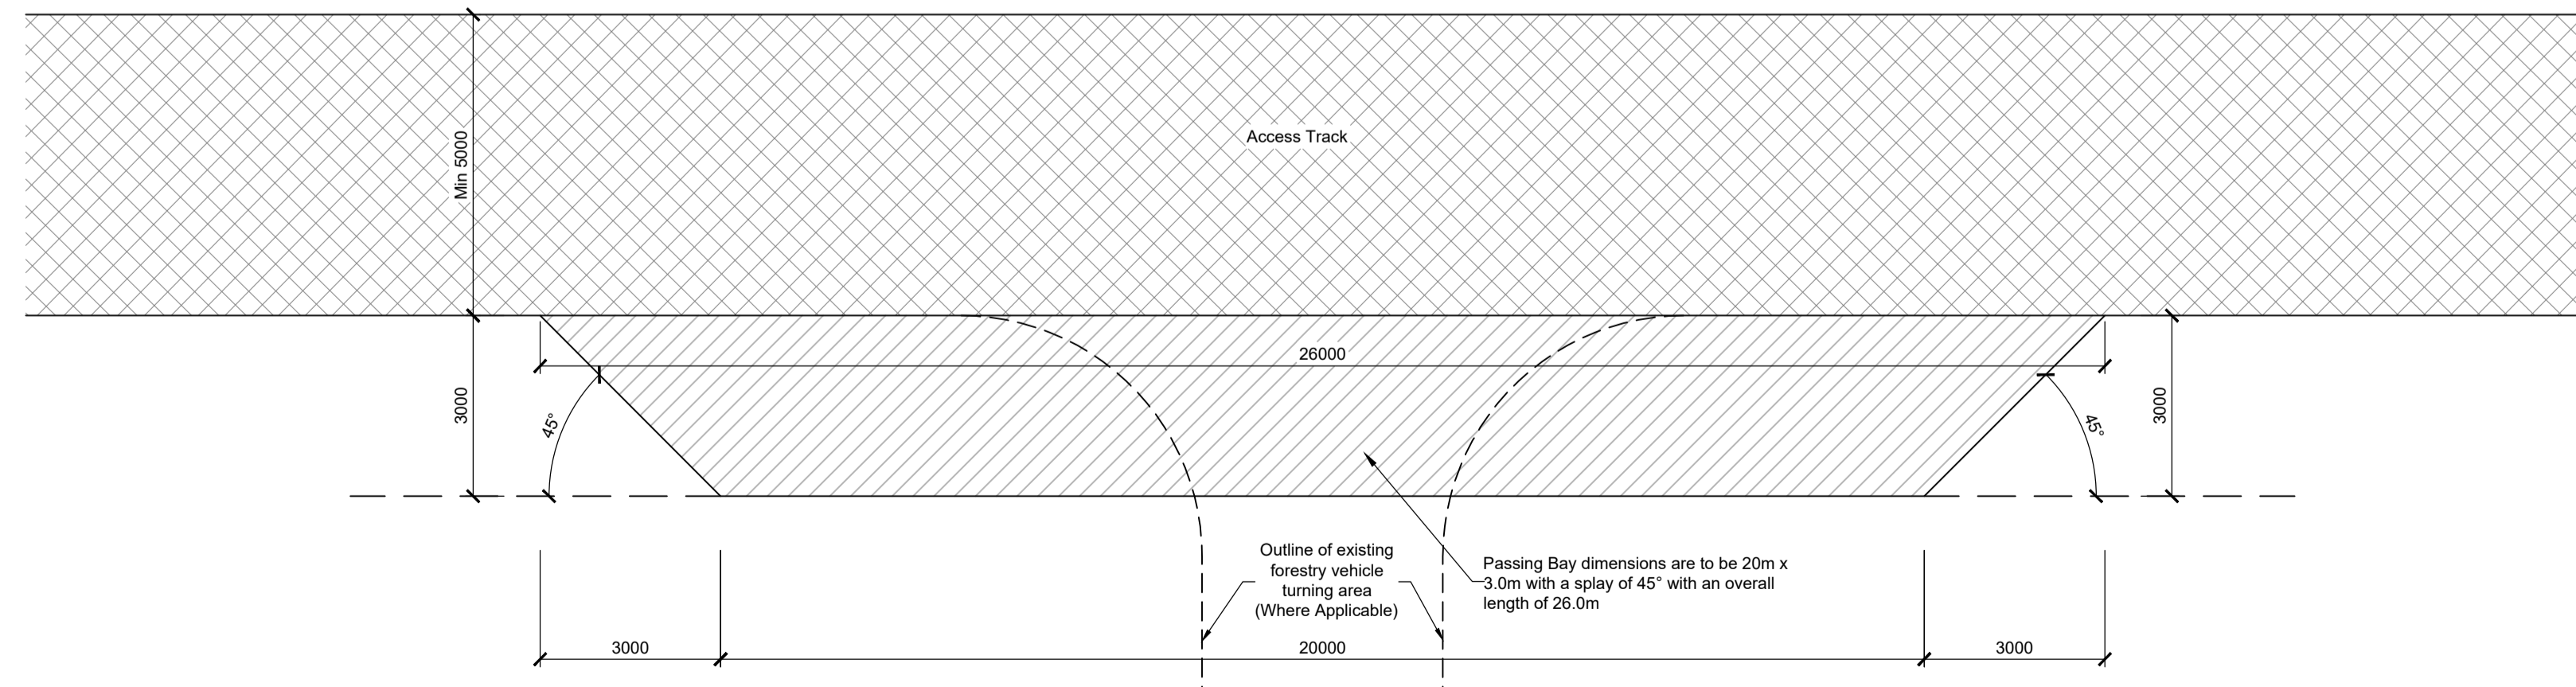 Min 5000
Access Track
26000
3000
45°
45°
3000
Outline of existing
forestry vehicle
turning area
(Where Applicable)
Passing Bay dimensions are to be 20m x
3.0m with a splay of 45° with an overall
length of 26.0m
3000
20000
3000